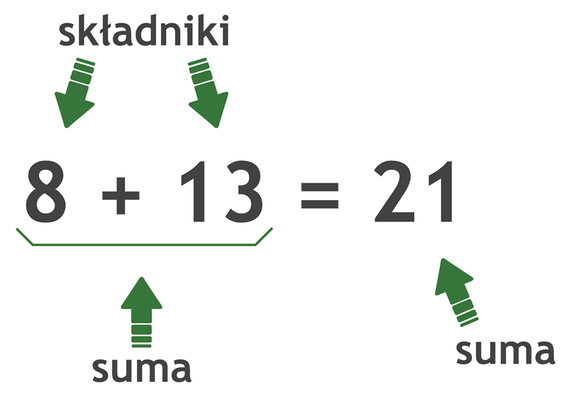 składniki
8 + 13 = 21
suma
suma